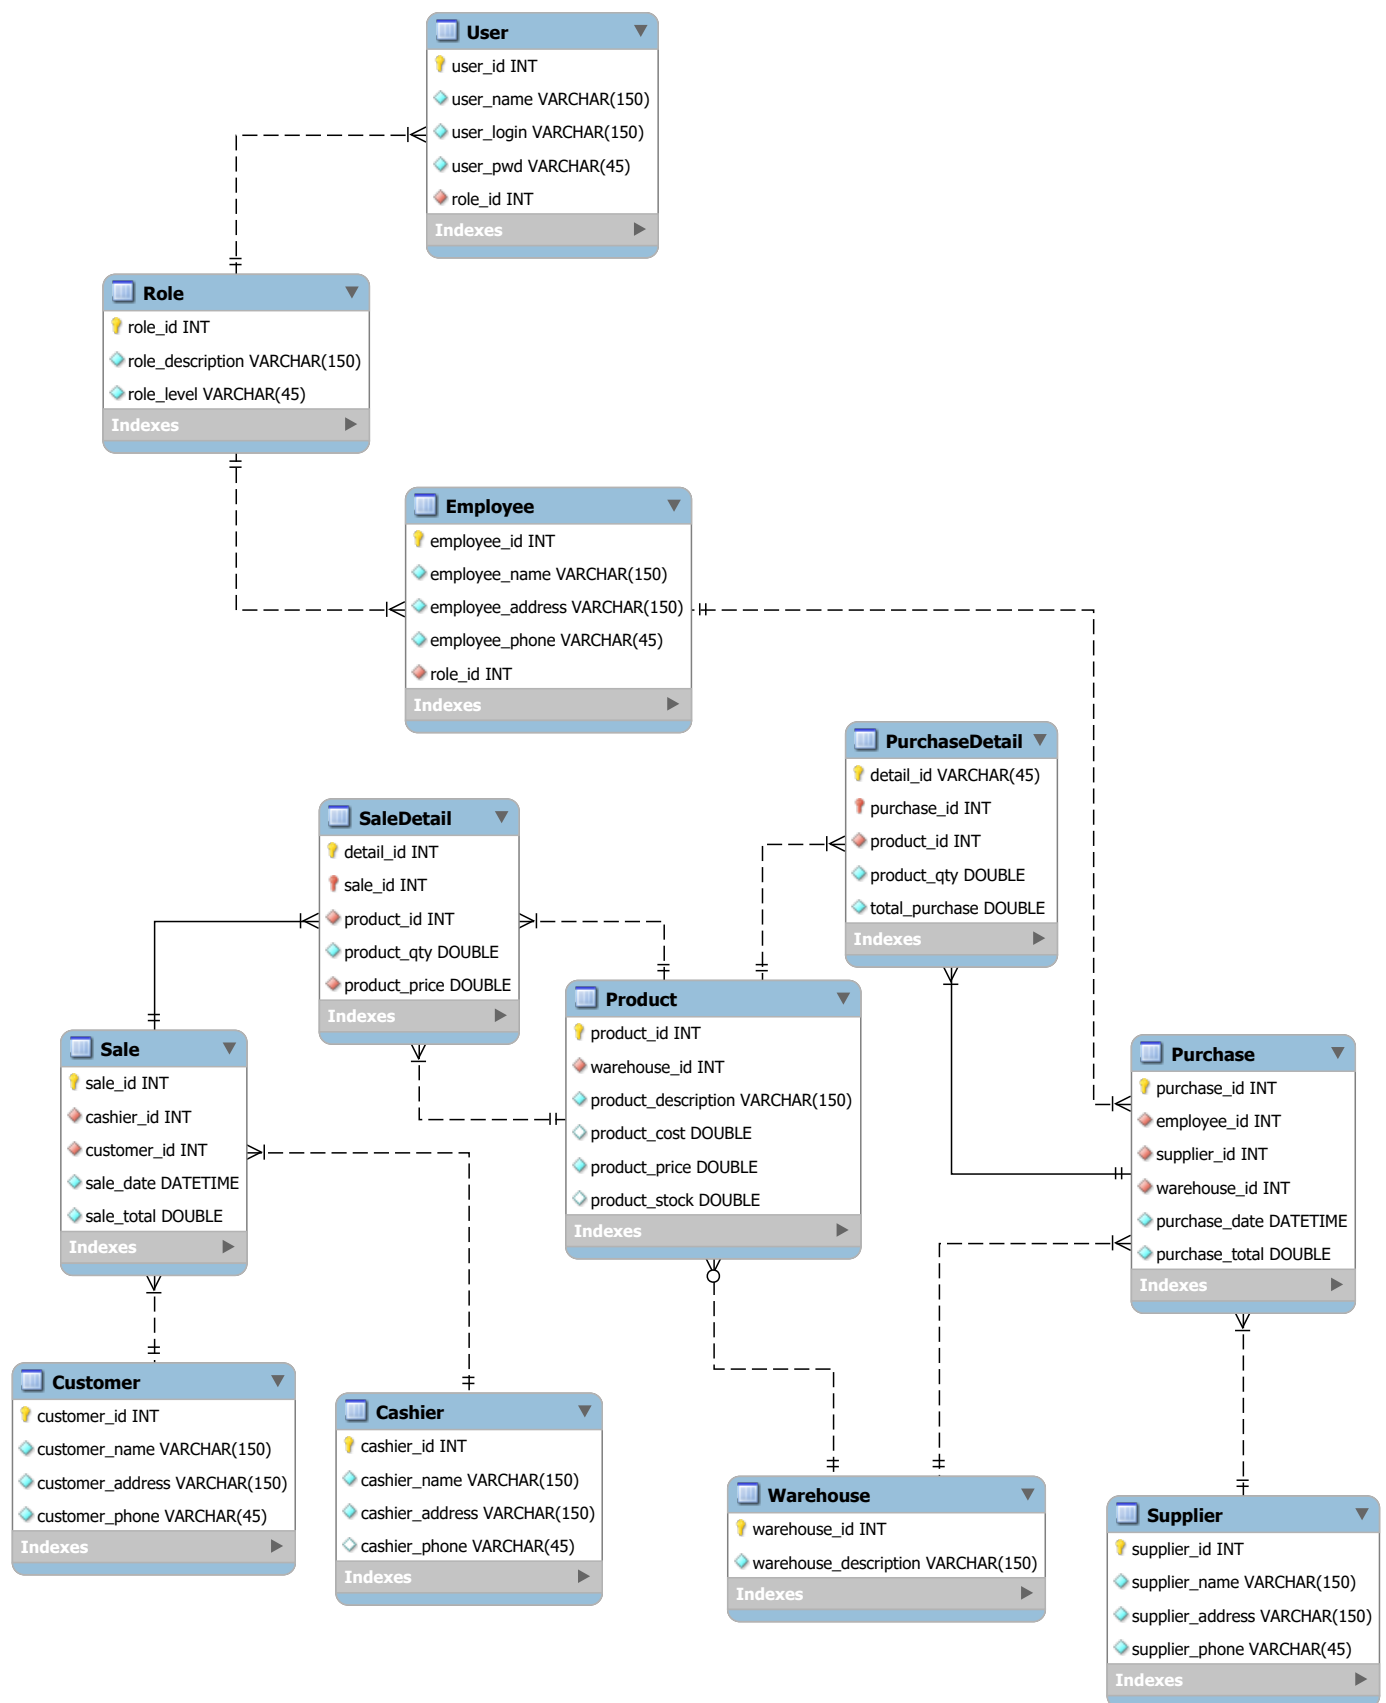 User
user_id INT
user_name VARCHAR(150)
user_login VARCHAR(150)
user_pwd VARCHAR(45)
role_id INT
Indexes
Role
role_id INT
role_description VARCHAR(150)
role_level VARCHAR(45)
Indexes
Employee
employee_id INT
employee_name VARCHAR(150)
employee_address VARCHAR(150)
employee_phone VARCHAR(45)
role_id INT
Indexes
PurchaseDetail
detail_id VARCHAR(45)
purchase_id INT
product_id INT
product_qty DOUBLE
total_purchase DOUBLE
Indexes
SaleDetail
detail_id INT
sale_id INT
product_id INT
product_qty DOUBLE
product_price DOUBLE
Indexes
Product
product_id INT
warehouse_id INT
product_description VARCHAR(150)
product_cost DOUBLE
product_price DOUBLE
product_stock DOUBLE
Indexes
Sale
sale_id INT
cashier_id INT
customer_id INT
sale_date DATETIME
sale_total DOUBLE
Indexes
Purchase
purchase_id INT
employee_id INT
supplier_id INT
warehouse_id INT
purchase_date DATETIME
purchase_total DOUBLE
Indexes
Customer
customer_id INT
customer_name VARCHAR(150)
customer_address VARCHAR(150)
customer_phone VARCHAR(45)
Indexes
Cashier
cashier_id INT
cashier_name VARCHAR(150)
cashier_address VARCHAR(150)
cashier_phone VARCHAR(45)
Indexes
Warehouse
warehouse_id INT
warehouse_description VARCHAR(150)
Indexes
Supplier
supplier_id INT
supplier_name VARCHAR(150)
supplier_address VARCHAR(150)
supplier_phone VARCHAR(45)
Indexes